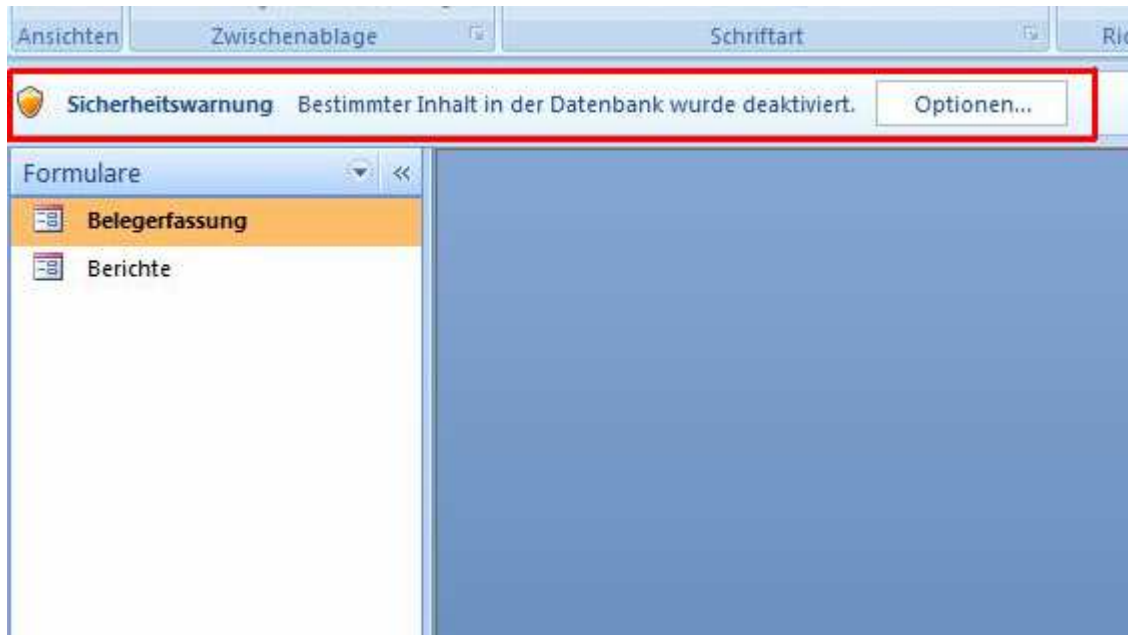 Ansichten Zwischenablage Schriftart
Sicherheitswarnung Bestimmter Inhalt in der Datenbank wurde deaktiviert. Optionen...
Formulare
Belegerfassung
Berichte